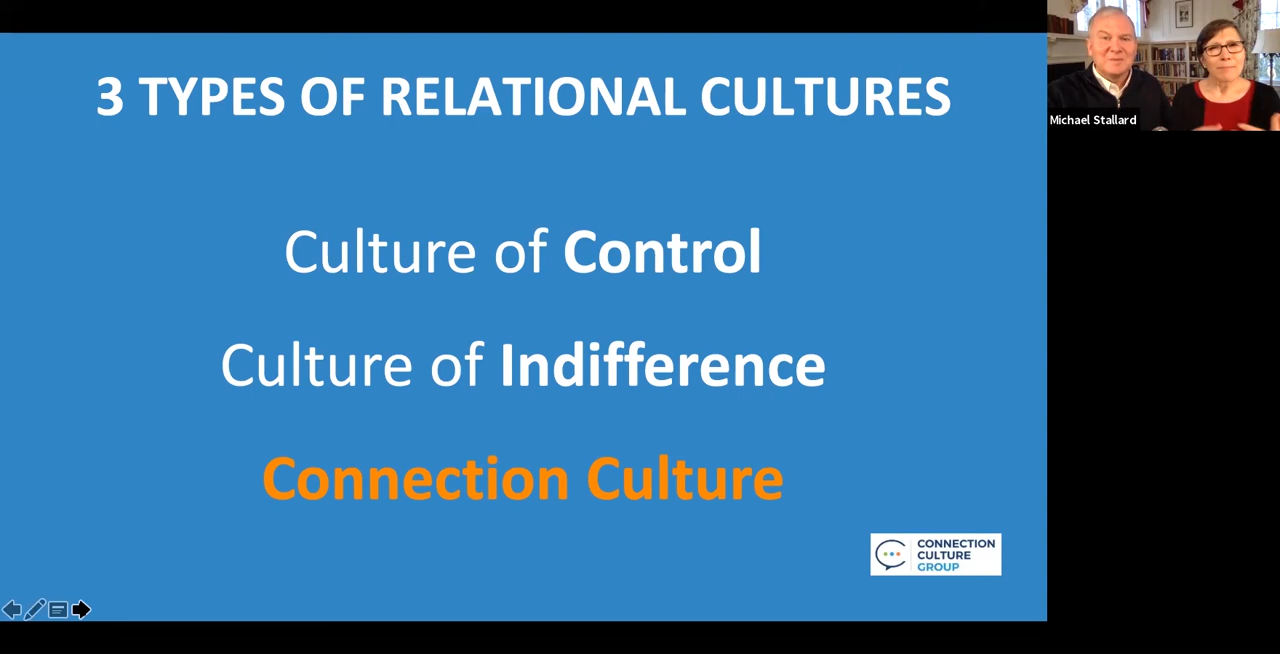 3 TYPES OF RELATIONAL CULTURES
Michael Stallard
Culture of Control
Culture of Indifference
Connection Culture
CONNECTION
CULTURE
GROUP